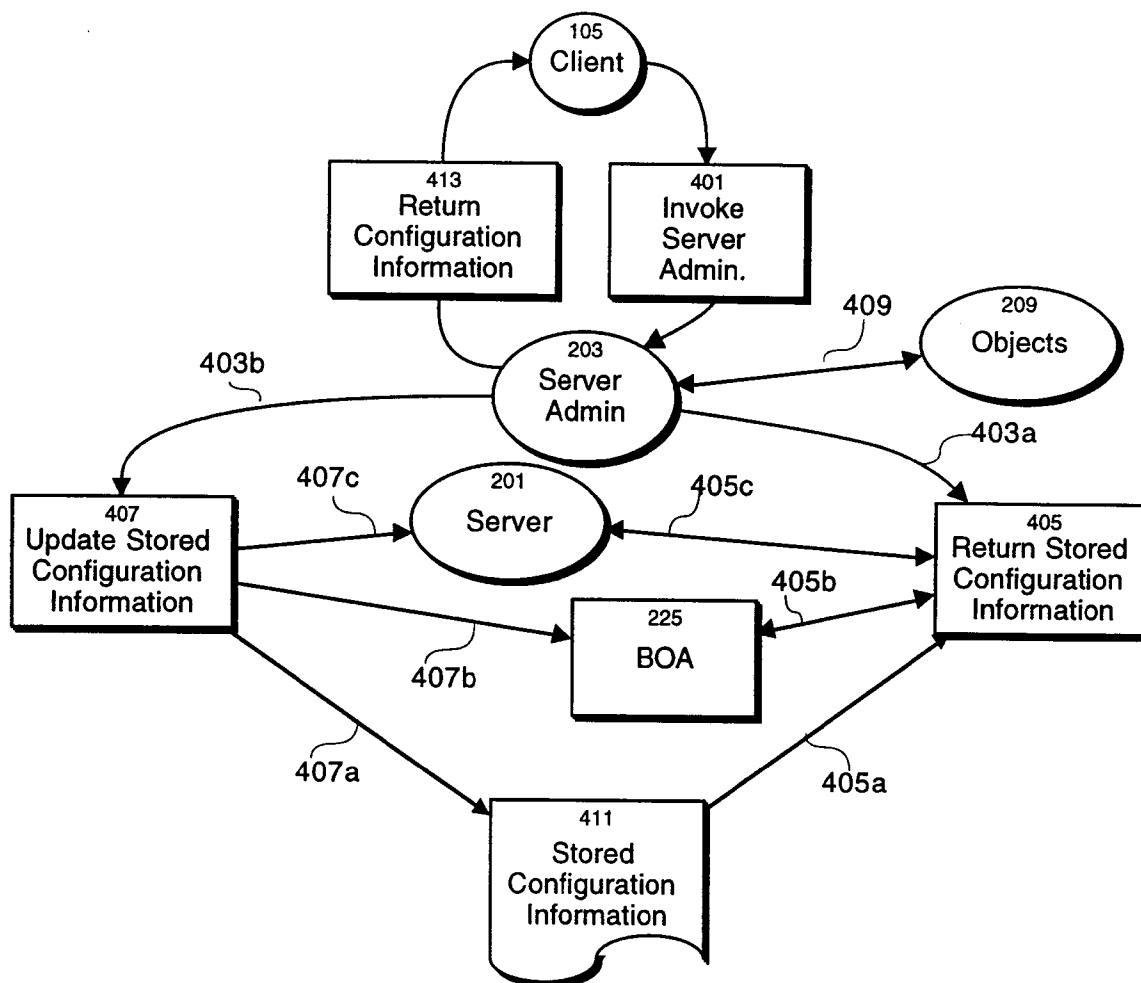 105
Client
413
Return
Configuration
Information
401
Invoke
Server
Admin.
409
209
Objects
403b
203
Server
Admin
403a
407c
201
Server
405c
407
Update Stored
Configuration
Information
405
Return Stored
Configuration
Information
405b
225
BOA
407b
407a
405a
411
Stored
Configuration
Information